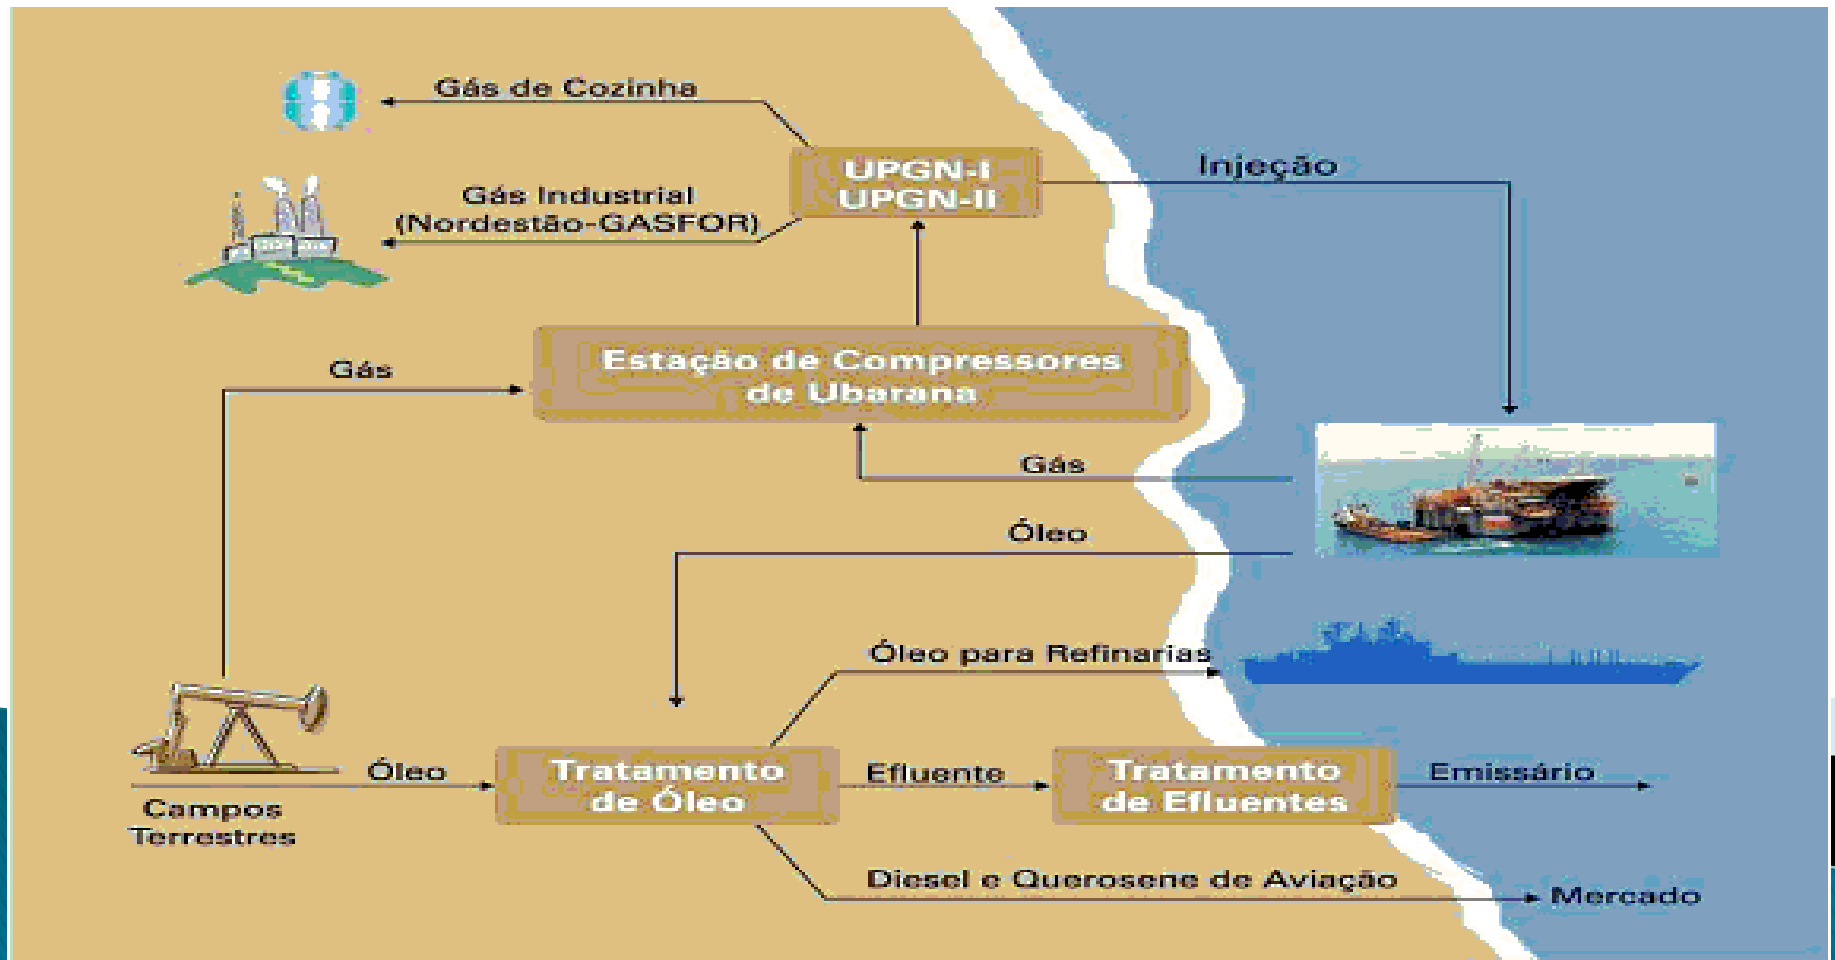 Gás de Cozinha
UPGN-I
UPGN-II
Injeção
Gás Industrial
(Nordestão-GASFOR)
Estação de Compressores
de Ubarana
Gás
Gás
Óleo
Óleo para Refinarias
Óleo
Tratamento
de Óleo
Efluente
Tratamento
de Efluentes
Emissário
Campos
Terrestres
Diesel e Querosene de Aviação
Mercado